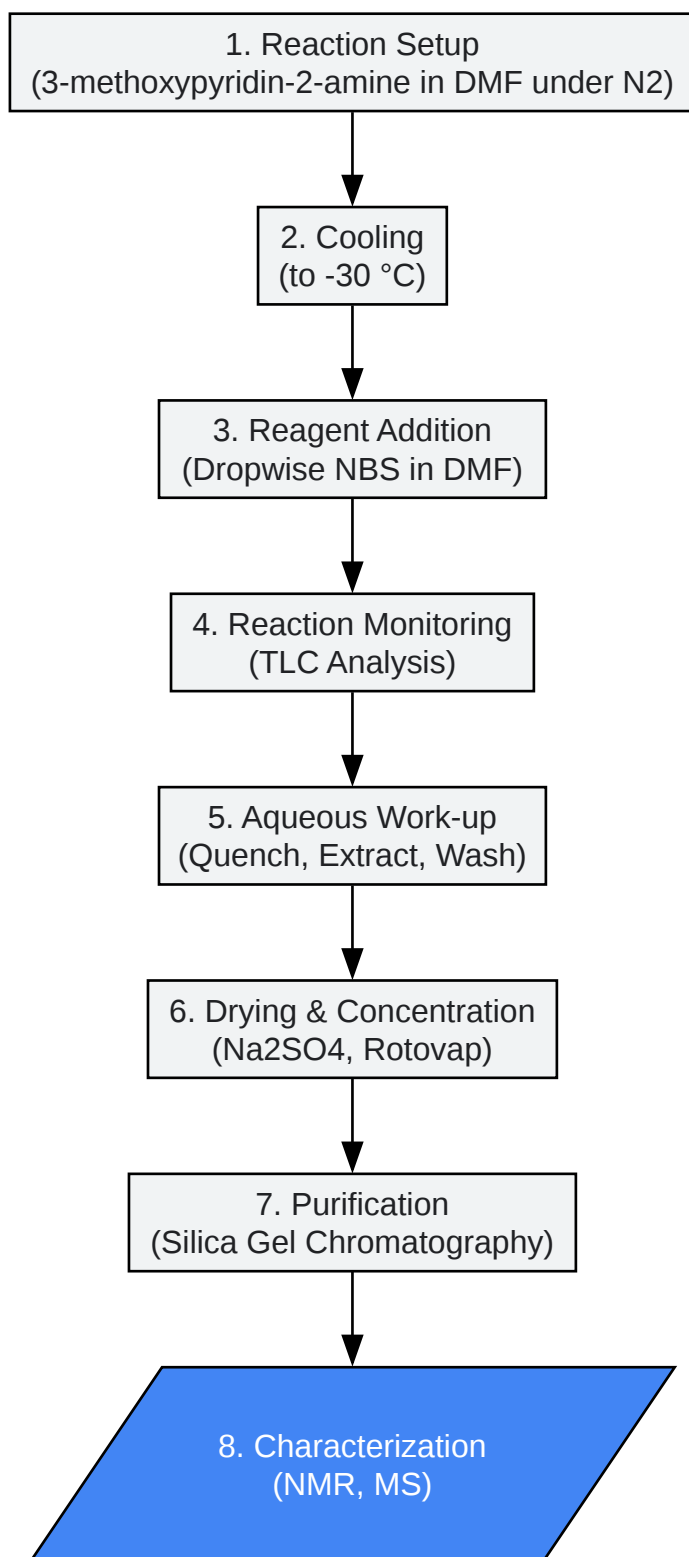 1. Reaction Setup
(3-methoxypyridin-2-amine in DMF under N2)
2. Cooling
(to -30 °C)
3. Reagent Addition
(Dropwise NBS in DMF)
4. Reaction Monitoring
(TLC Analysis)
5. Aqueous Work-up
(Quench, Extract, Wash)
6. Drying & Concentration
(Na2SO4, Rotovap)
7. Purification
(Silica Gel Chromatography)
8. Characterization
(NMR, MS)